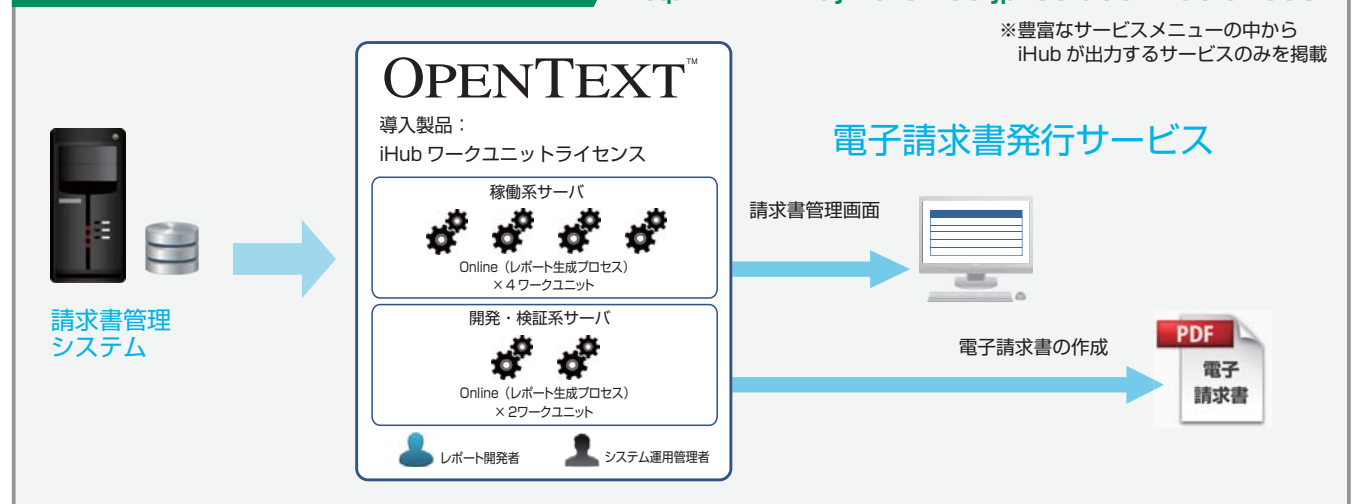 ※豊富なサービスメニューの中から
iHub が出力するサービスのみを掲載
OPENTEXT™
導入製品：
iHub ワークユニットライセンス
電子請求書発行サービス
稼働系サーバ
Online（レポート生成プロセス）
×４ワークユニット
請求書管理画面
請求書管理
システム
開発・検証系サーバ
Online（レポート生成プロセス）
×2ワークユニット
電子請求書の作成
PDF
電子
請求書
レポート開発者
システム運用管理者